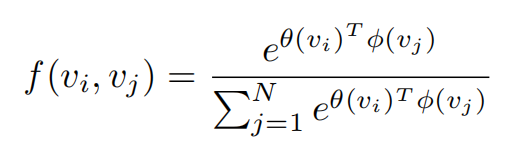 f(v_i, v_j) = \frac{e^{\theta(v_i)^T \phi(v_j)}}{\sum_{j=1}^{N} e^{\theta(v_i)^T \phi(v_j)}}